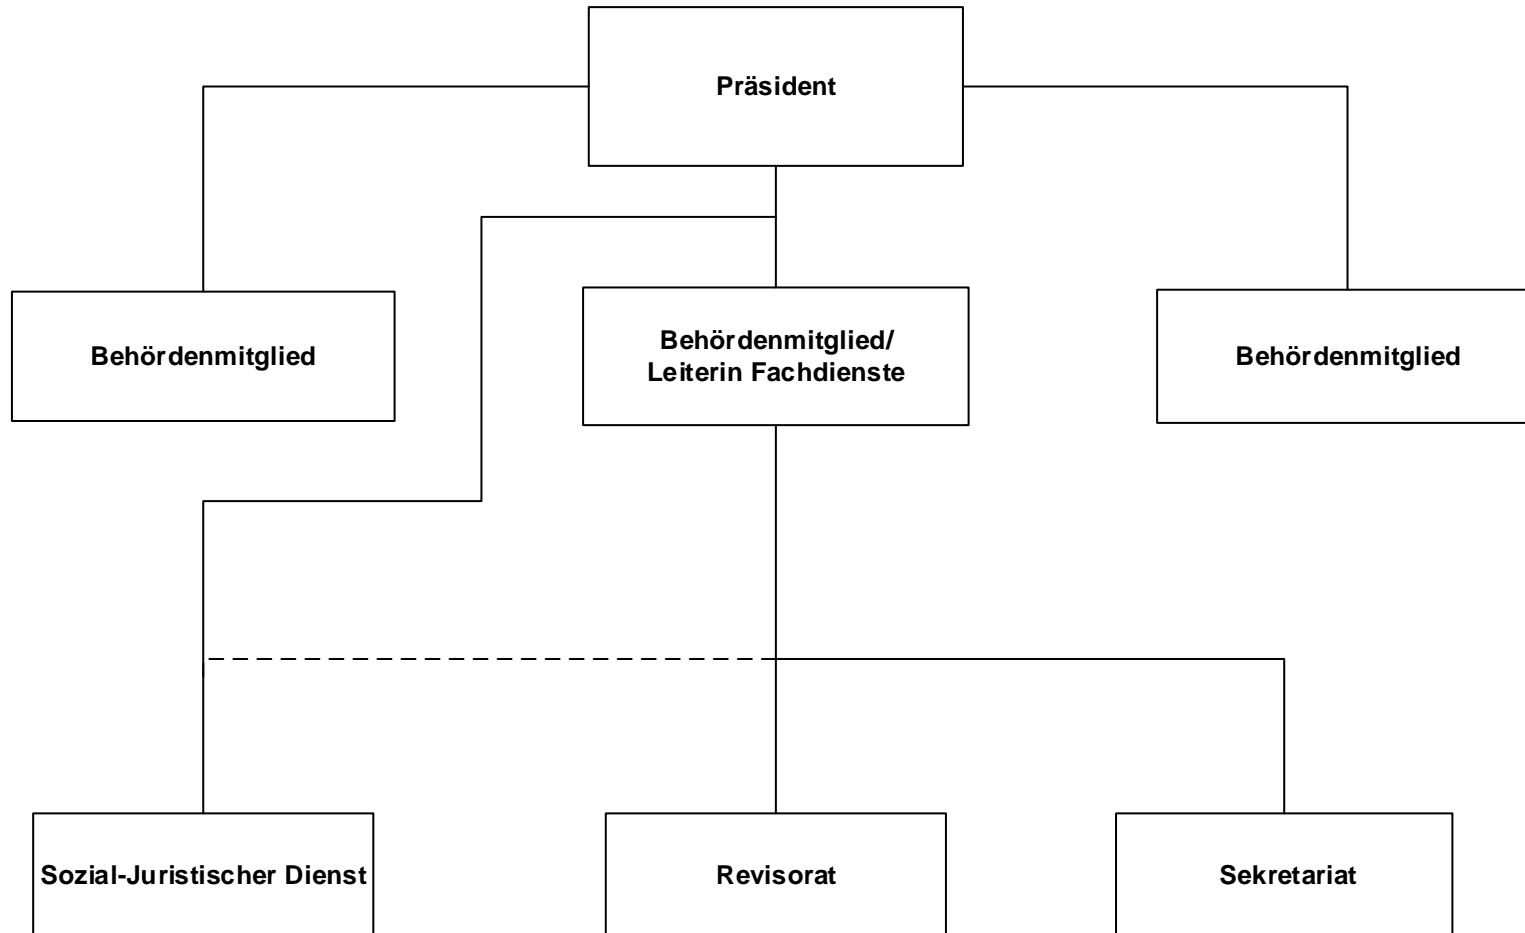 Präsident
Behördenmitglied
Behördenmitglied/
Leiterin Fachdienste
Behördenmitglied
Sozial-Juristischer Dienst
Revisorat
Sekretariat